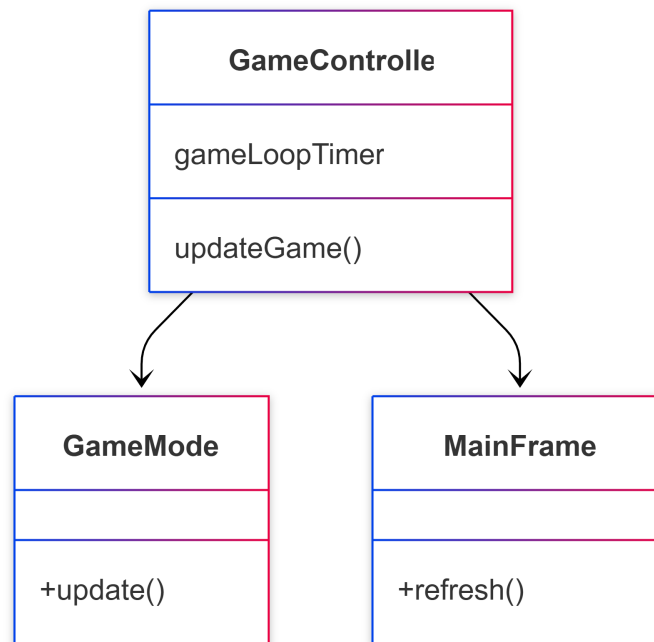 GameControlle
gameLoopTimer
updateGame()
GameMode
MainFrame
+update()
+refresh()